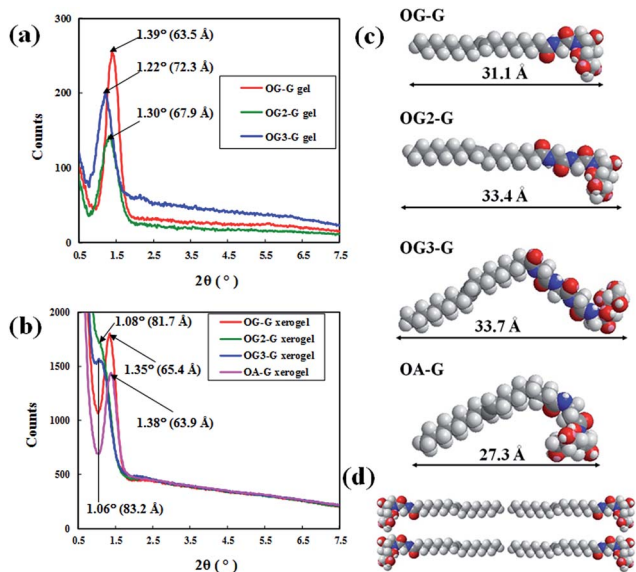 (a)
1.39° (63.5 Å)
1.22° (72.3 Å)
1.30° (67.9 Å)
OG-G gel
OG2-G gel
OG3-G gel
Counts
300
200
100
0
0.5 1.5 2.5 3.5 4.5 5.5 6.5 7.5
2θ ( ° )
(b)
1.08° (81.7 Å)
1.35° (65.4 Å)
1.38° (63.9 Å)
1.06° (83.2 Å)
OG-G xerogel
OG2-G xerogel
OG3-G xerogel
OA-G xerogel
Counts
2000
1500
1000
500
0
0.5 1.5 2.5 3.5 4.5 5.5 6.5 7.5
2θ ( ° )
(c)
OG-G
31.1 Å
OG2-G
33.4 Å
OG3-G
33.7 Å
OA-G
27.3 Å
(d)